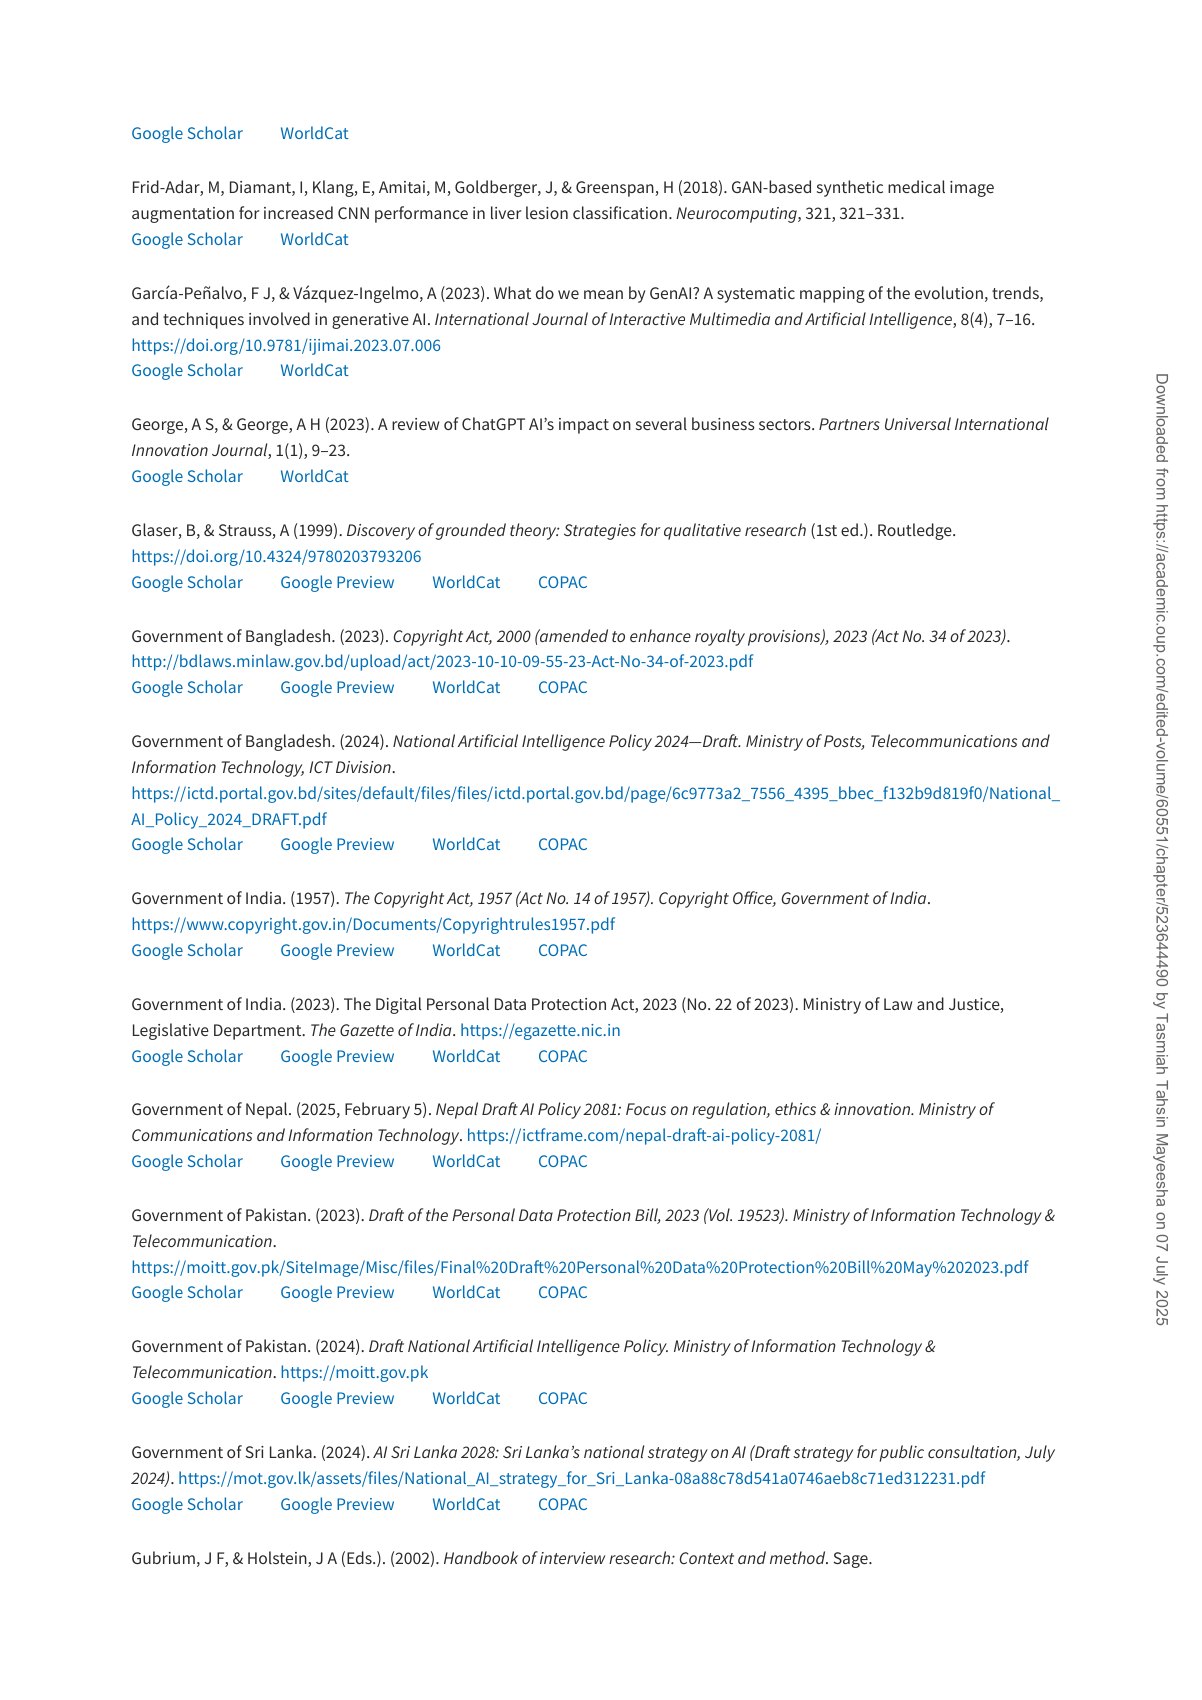 Google Scholar WorldCat
Frid-Adar, M, Diamant, I, Klang, E, Amitai, M, Goldberger, J, & Greenspan, H (2018). GAN-based synthetic medical image
augmentation for increased CNN performance in liver lesion classification. Neurocomputing, 321, 321–331.
Google Scholar WorldCat
García-Peñalvo, F J, & Vázquez-Ingelmo, A (2023). What do we mean by GenAI? A systematic mapping of the evolution, trends,
and techniques involved in generative AI. International Journal of Interactive Multimedia and Artificial Intelligence, 8(4), 7–16.
https://doi.org/10.9781/ijimai.2023.07.006
Google Scholar WorldCat
George, A S, & George, A H (2023). A review of ChatGPT AI’s impact on several business sectors. Partners Universal International
Innovation Journal, 1(1), 9–23.
Google Scholar WorldCat
Glaser, B, & Strauss, A (1999). Discovery of grounded theory: Strategies for qualitative research (1st ed.). Routledge.
https://doi.org/10.4324/9780203793206
Google Scholar Google Preview WorldCat COPAC
Government of Bangladesh. (2023). Copyright Act, 2000 (amended to enhance royalty provisions), 2023 (Act No. 34 of 2023).
http://bdlaws.minlaw.gov.bd/upload/act/2023-10-10-09-55-23-Act-No-34-of-2023.pdf
Google Scholar Google Preview WorldCat COPAC
Government of Bangladesh. (2024). National Artificial Intelligence Policy 2024—Draft. Ministry of Posts, Telecommunications and
Information Technology, ICT Division.
https://ictd.portal.gov.bd/sites/default/files/files/ictd.portal.gov.bd/page/6c9773a2_7556_4395_bbec_f132b9d819f0/National_
AI_Policy_2024_DRAFT.pdf
Google Scholar Google Preview WorldCat COPAC
Government of India. (1957). The Copyright Act, 1957 (Act No. 14 of 1957). Copyright Office, Government of India.
https://www.copyright.gov.in/Documents/Copyrightrules1957.pdf
Google Scholar Google Preview WorldCat COPAC
Government of India. (2023). The Digital Personal Data Protection Act, 2023 (No. 22 of 2023). Ministry of Law and Justice,
Legislative Department. The Gazette of India. https://egazette.nic.in
Google Scholar Google Preview WorldCat COPAC
Government of Nepal. (2025, February 5). Nepal Draft AI Policy 2081: Focus on regulation, ethics & innovation. Ministry of
Communications and Information Technology. https://ictframe.com/nepal-draft-ai-policy-2081/
Google Scholar Google Preview WorldCat COPAC
Government of Pakistan. (2023). Draft of the Personal Data Protection Bill, 2023 (Vol. 19523). Ministry of Information Technology &
Telecommunication.
https://moitt.gov.pk/SiteImage/Misc/files/Final%20Draft%20Personal%20Data%20Protection%20Bill%20May%202023.pdf
Google Scholar Google Preview WorldCat COPAC
Government of Pakistan. (2024). Draft National Artificial Intelligence Policy. Ministry of Information Technology &
Telecommunication. https://moitt.gov.pk
Google Scholar Google Preview WorldCat COPAC
Government of Sri Lanka. (2024). AI Sri Lanka 2028: Sri Lanka’s national strategy on AI (Draft strategy for public consultation, July
2024). https://mot.gov.lk/assets/files/National_AI_strategy_for_Sri_Lanka-08a88c78d541a0746aeb8c71ed312231.pdf
Google Scholar Google Preview WorldCat COPAC
Gubrium, J F, & Holstein, J A (Eds.). (2002). Handbook of interview research: Context and method. Sage.
Downloaded from https://academic.oup.com/edited-volume/60551/chapter/523644490 by Tasmiah Tahsin Mayeesha on 07 July 2025